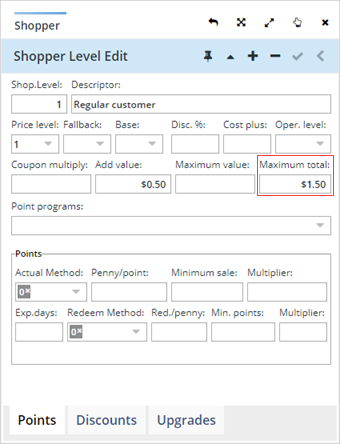 Shopper
Shopper Level Edit
Shop.Level: Descriptor:
1 Regular customer
Price level: Fallback: Base: Disc. %: Cost plus: Oper. level:
1
Coupon multiply: Add value: Maximum value: Maximum total:
$0.50 $1.50
Point programs:
Points
Actual Method: Penny/point: Minimum sale: Multiplier:
0
Exp.days: Redeem Method: Red./penny: Min. points: Multiplier:
0
Points Discounts Upgrades